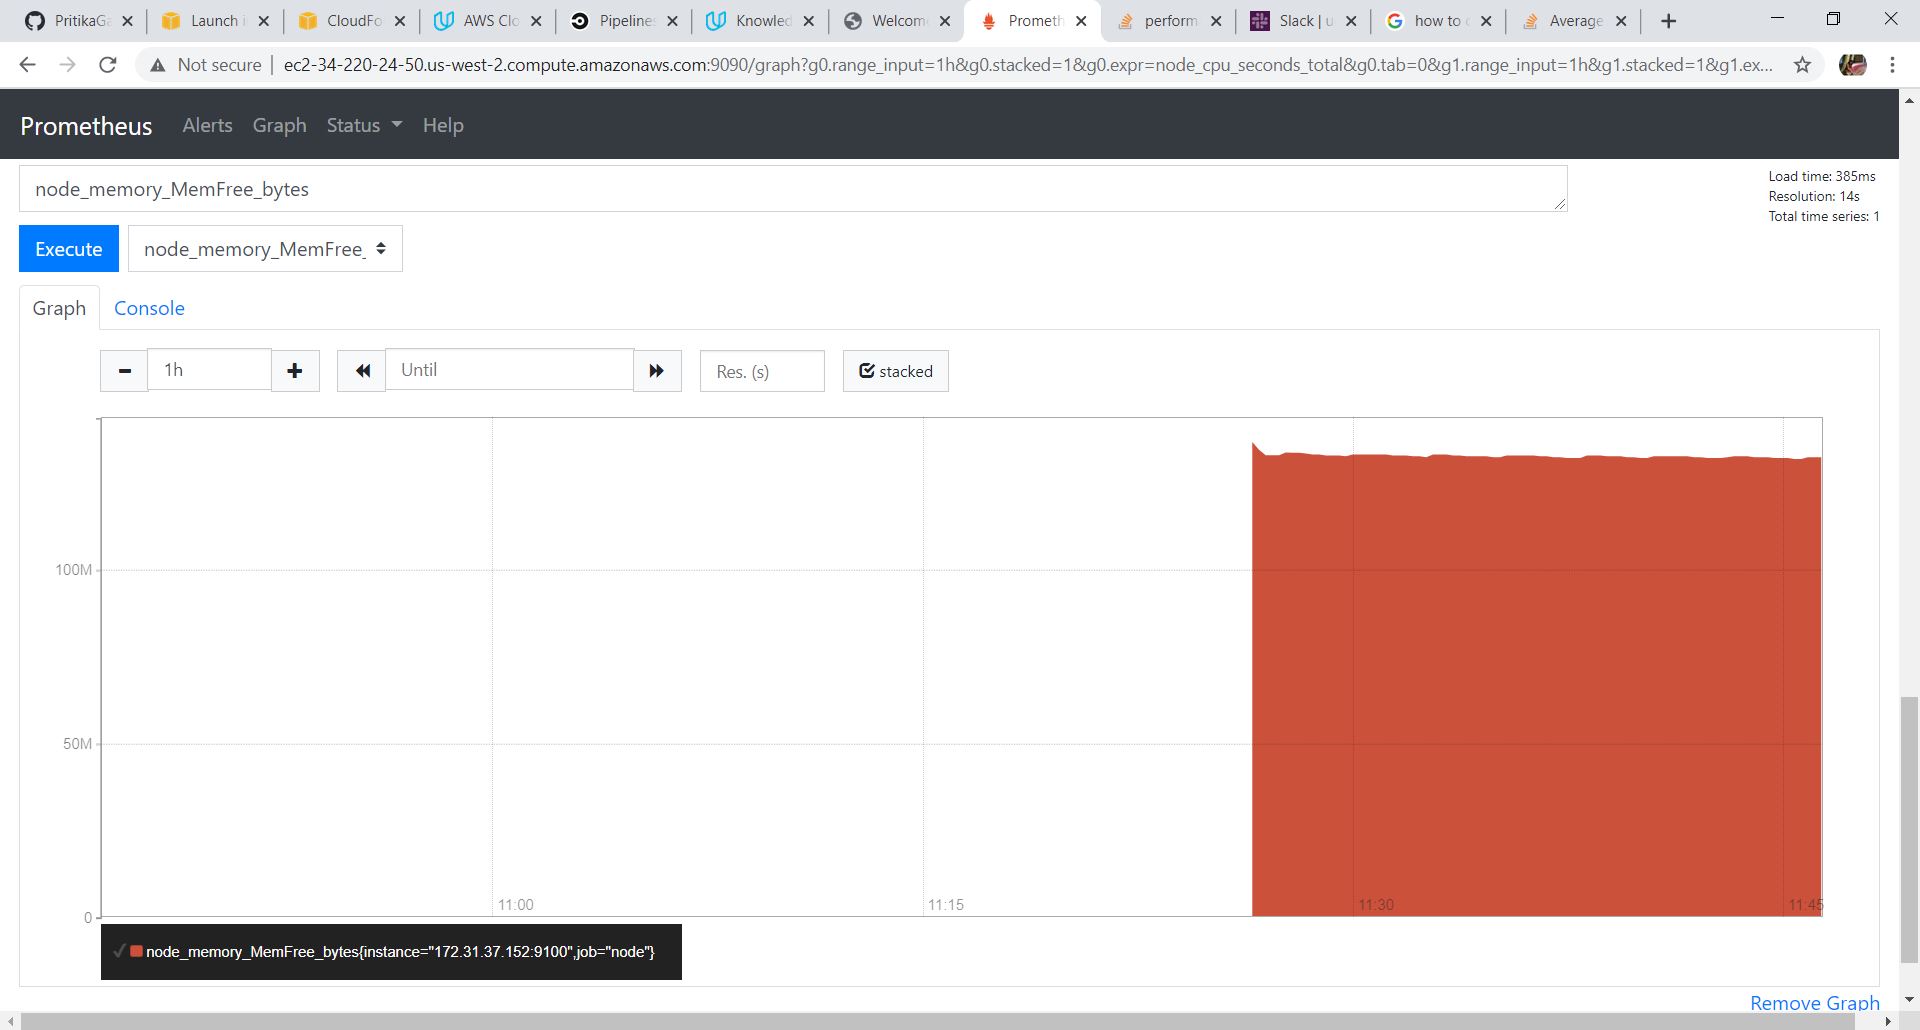 PritikaGa
Launch i
CloudFo
AWS Clo
Pipelines
Knowled
Welcome
Prometh
perform
Slack | u
how to c
Average
Not secure | ec2-34-220-24-50.us-west-2.compute.amazonaws.com:9090/graph?g0.range_input=1h&g0.stacked=1&g0.expr=node_cpu_seconds_total&g0.tab=0&g1.range_input=1h&g1.stacked=1&g1.ex...
Prometheus Alerts Graph Status Help
node_memory_MemFree_bytes
Load time: 385ms
Resolution: 14s
Total time series: 1
Execute
node_memory_MemFree_
Graph Console
1h
Until
Res. (s)
stacked
100M
50M
0
11:00
11:15
11:30
11:45
node_memory_MemFree_bytes{instance="172.31.37.152:9100",job="node"}
Remove Graph